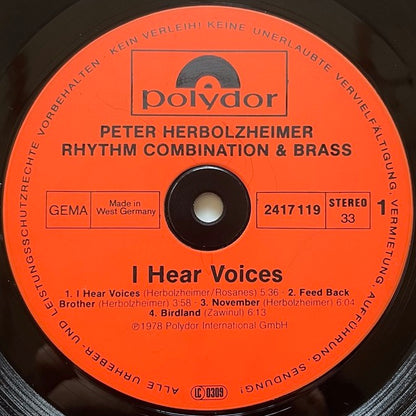 polydor
PETER HERBOLZHEIMER
RHYTHM COMBINATION & BRASS
GEMA
Made in
West Germany
2417119
STEREO
33
1
I Hear Voices
1. I Hear Voices (Herbolzheimer/Rosanes) 5:36 · 2. Feed Back
Brother (Herbolzheimer) 3:58 · 3. November (Herbolzheimer) 6:04
4. Birdland (Zawinul) 6:13
℗1978 Polydor International GmbH
LC 0309
ALLE URHEBER- UND LEISTUNGSSCHUTZRECHTE VORBEHALTEN · KEIN VERLEIH! KEINE UNERLAUBTE VERVIELFÄLTIGUNG, VERMIETUNG, AUFFÜHRUNG, SENDUNG!